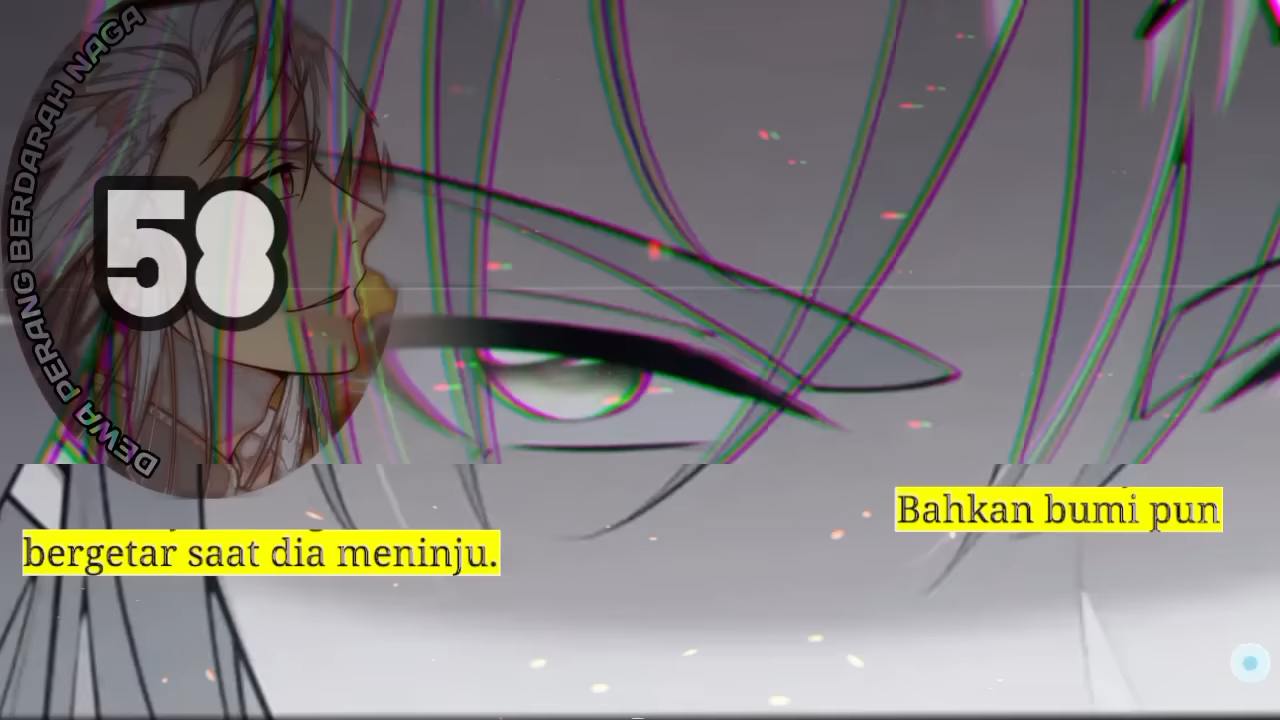 DEWA PERANG BERDARAH NAGA
58
Bahkan bumi pun
bergetar saat dia meninju.